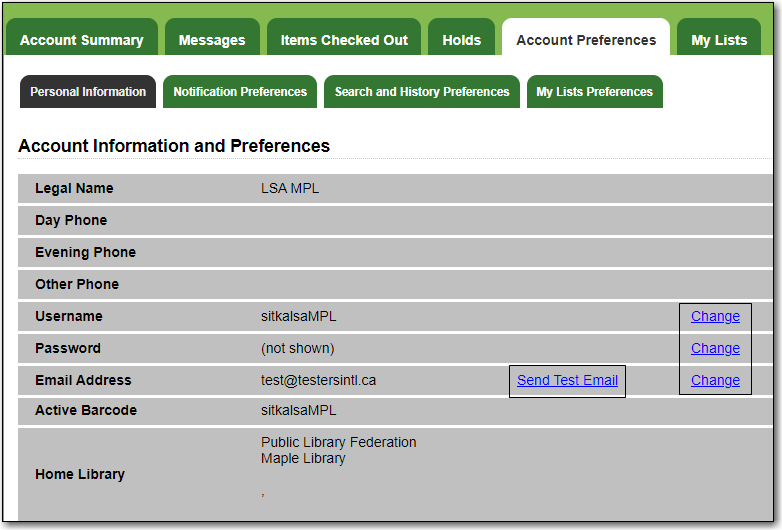 Account Summary Messages Items Checked Out Holds Account Preferences My Lists
Personal Information Notification Preferences Search and History Preferences My Lists Preferences
Account Information and Preferences
Legal Name LSA MPL
Day Phone
Evening Phone
Other Phone
Username sitkalsaMPL Change
Password (not shown) Change
Email Address test@testersintl.ca Send Test Email Change
Active Barcode sitkalsaMPL
Public Library Federation
Maple Library
Home Library
,